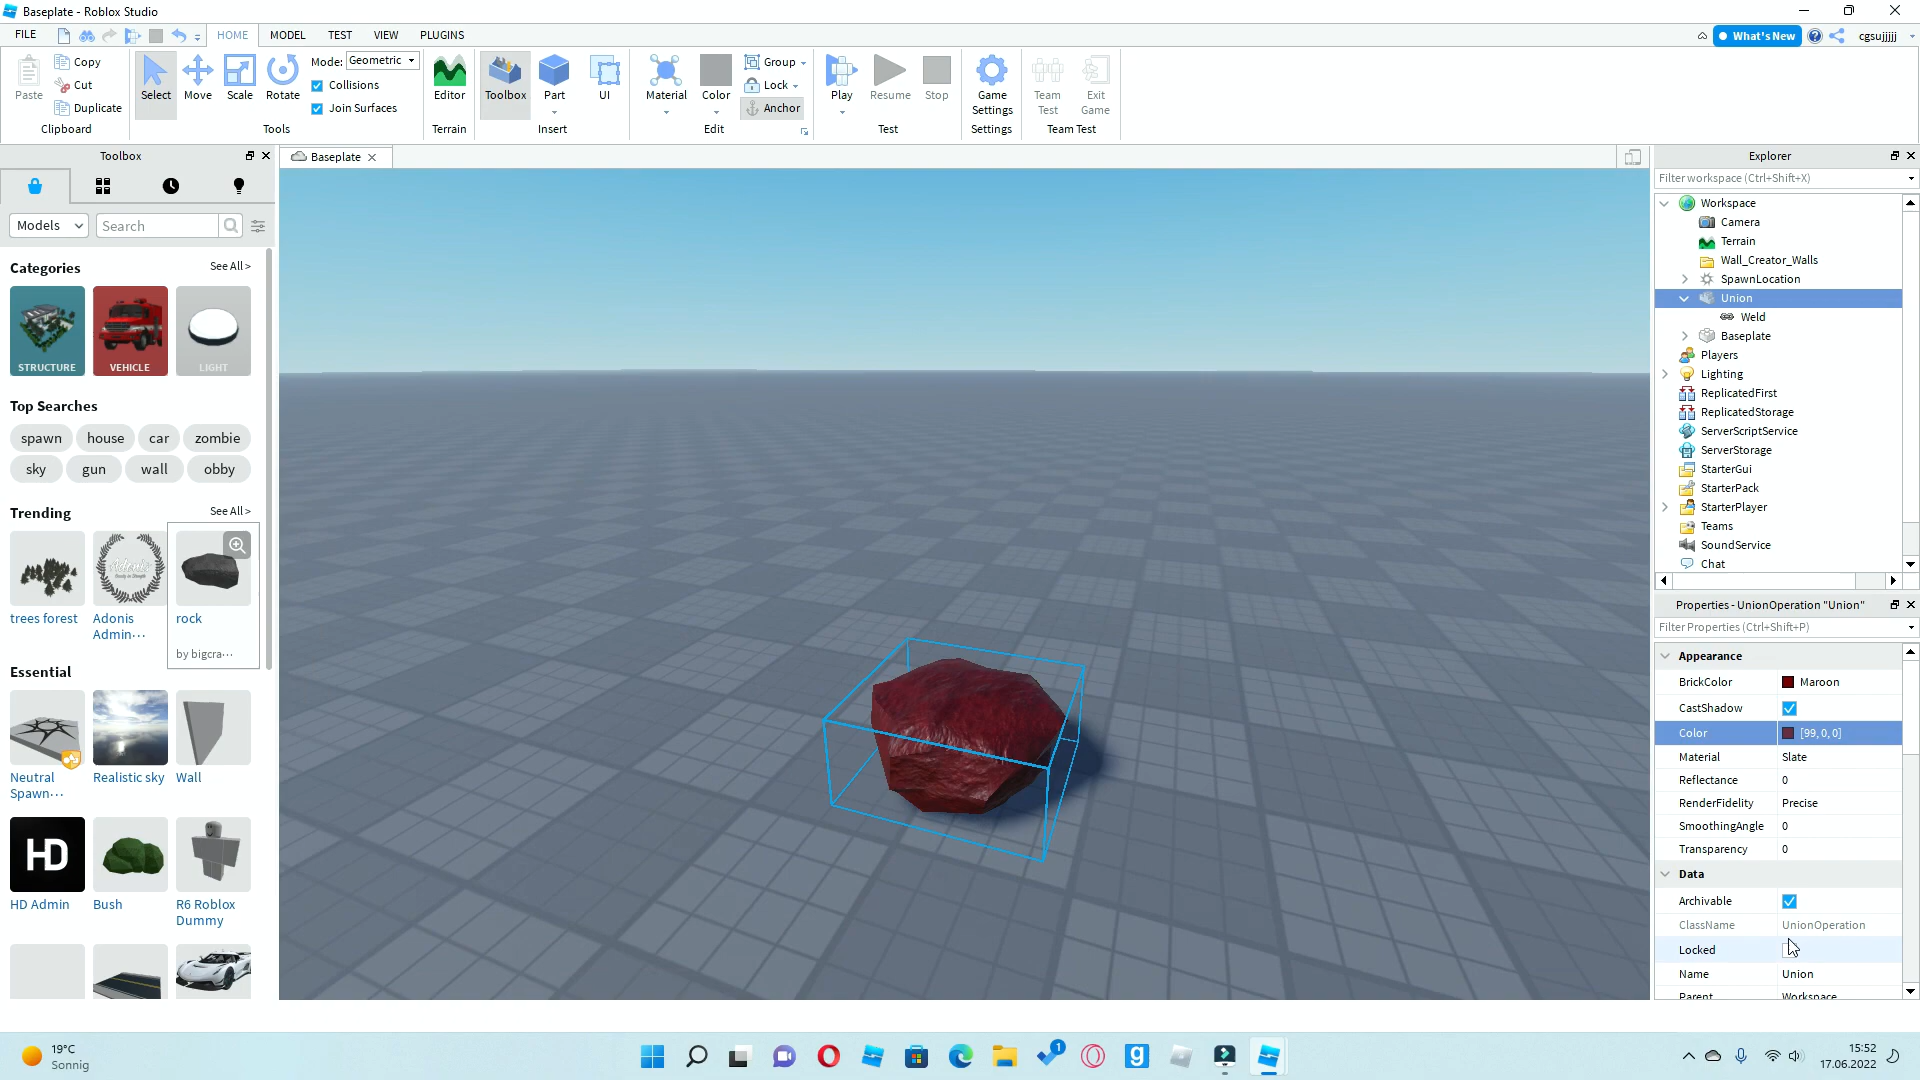 Baseplate - Roblox Studio
FILE
HOME
MODEL
TEST
VIEW
PLUGINS
What's New
cgsujjjjj
Paste
Copy
Cut
Duplicate
Clipboard
Select
Move
Scale
Rotate
Mode: Geometric
Collisions
Join Surfaces
Tools
Editor
Terrain
Toolbox
Part
UI
Insert
Material
Color
Group
Lock
Anchor
Edit
Play
Resume
Stop
Test
Game
Settings
Settings
Team
Test
Exit
Game
Team Test
Toolbox
Models
Search
Categories
See All >
STRUCTURE
VEHICLE
LIGHT
Top Searches
spawn
house
car
zombie
sky
gun
wall
obby
Trending
See All >
trees forest
Adonis
Admin...
rock
by bigcra...
Essential
Neutral
Spawn...
Realistic sky
Wall
HD
HD Admin
Bush
R6 Roblox
Dummy
Baseplate
Explorer
Filter workspace (Ctrl+Shift+X)
Workspace
Camera
Terrain
Wall_Creator_Walls
SpawnLocation
Union
Weld
Baseplate
Players
Lighting
ReplicatedFirst
ReplicatedStorage
ServerScriptService
ServerStorage
StarterGui
StarterPack
StarterPlayer
Teams
SoundService
Chat
Properties - UnionOperation "Union"
Filter Properties (Ctrl+Shift+P)
Appearance
BrickColor Maroon
CastShadow
Color [99, 0, 0]
Material Slate
Reflectance 0
RenderFidelity Precise
SmoothingAngle 0
Transparency 0
Data
Archivable
ClassName UnionOperation
Locked
Name Union
Parent Workspace
19°C
Sonnig
1
15:52
17.06.2022